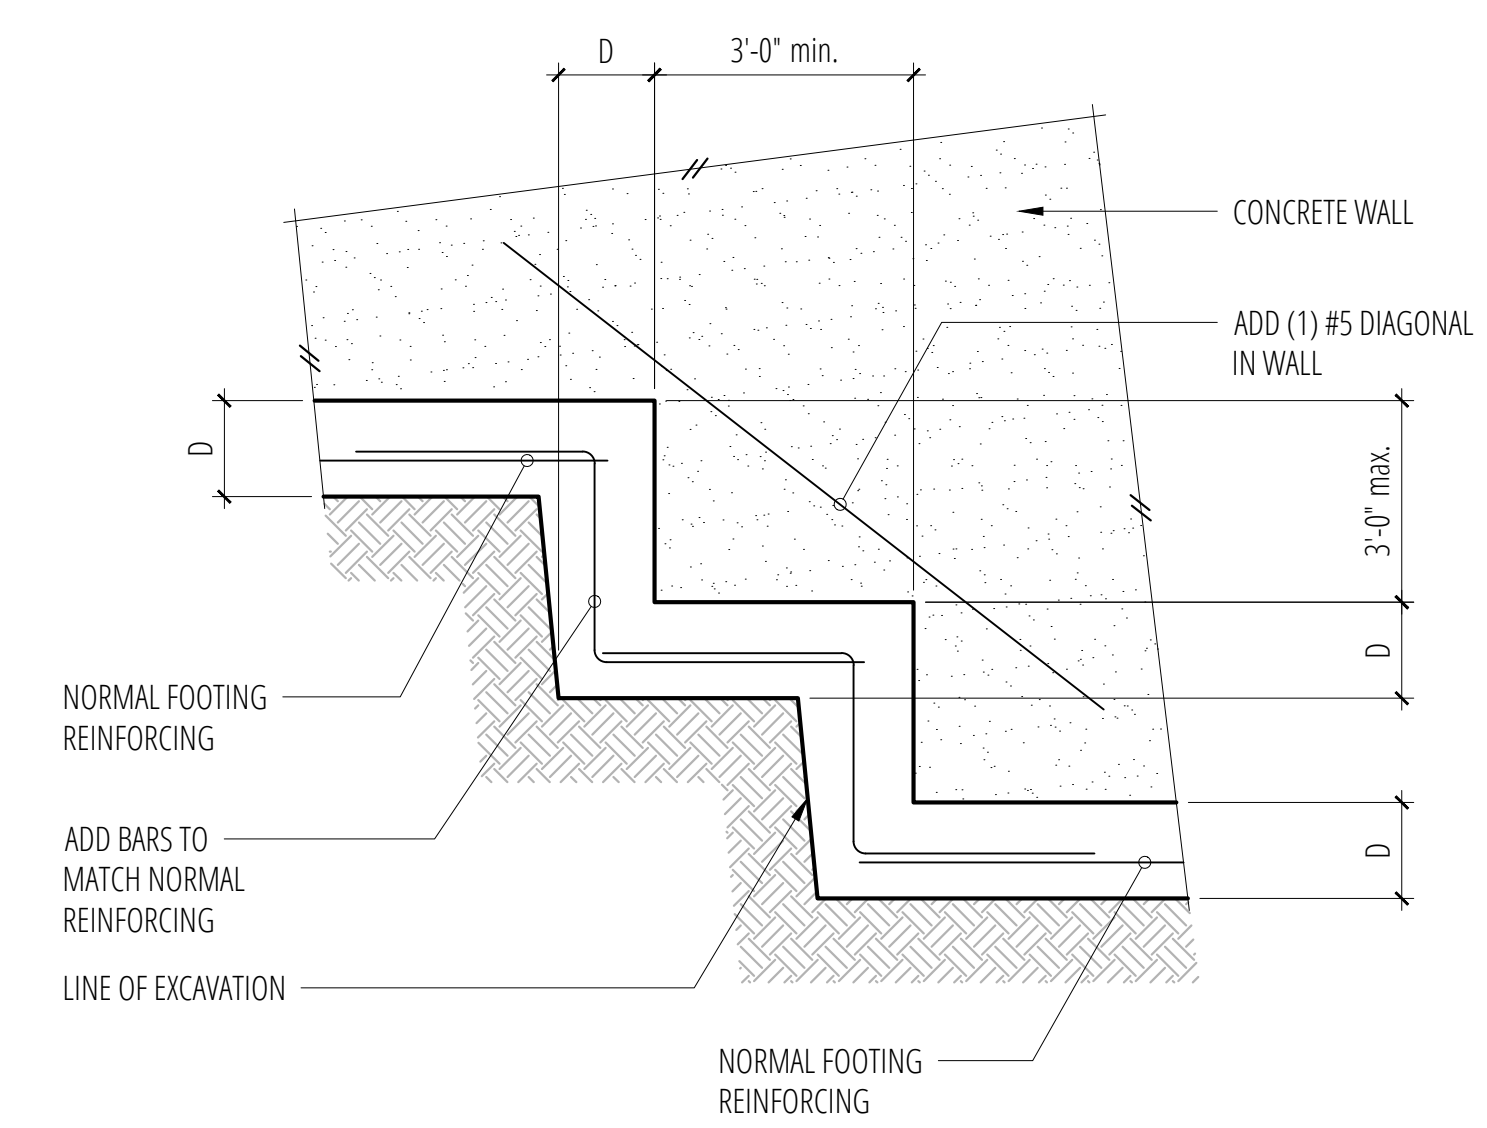 D
3'-0" min.
CONCRETE WALL
ADD (1) #5 DIAGONAL
IN WALL
D
3'-0" max.
D
NORMAL FOOTING
REINFORCING
ADD BARS TO
MATCH NORMAL
REINFORCING
D
LINE OF EXCAVATION
NORMAL FOOTING
REINFORCING